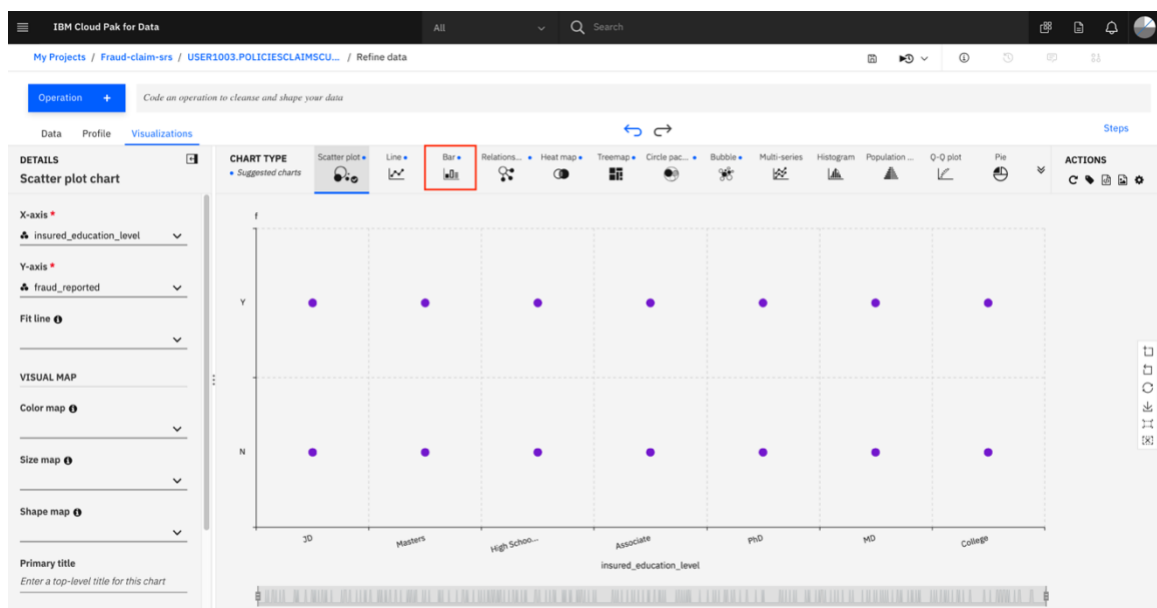 IBM Cloud Pak for Data
All
Search
My Projects / Fraud-claim-srs / USER1003.POLICIESCLAIMSCU... / Refine data
Operation +
Code an operation to cleanse and shape your data
Data Profile Visualizations
Steps
DETAILS
Scatter plot chart
CHART TYPE
Suggested charts
Scatter plot
Line
Bar
Relations...
Heat map
Treemap
Circle pac...
Bubble
Multi-series
Histogram
Population ...
Q-Q plot
Pie
ACTIONS
X-axis *
insured_education_level
Y-axis *
fraud_reported
Fit line
VISUAL MAP
Color map
Size map
Shape map
Primary title
Enter a top-level title for this chart
f
Y
N
JD
Masters
High Schoo...
Associate
PhD
MD
College
insured_education_level